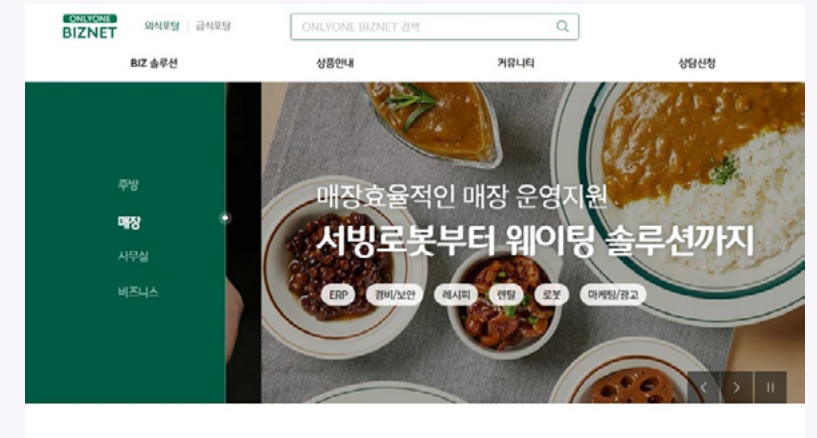 ONLYONE
BIZNET
외식포탈 급식포탈
ONLYONE BIZNET 검색
BIZ 솔루션 상품안내 커뮤니티 상담신청
주방
매장
사무실
비즈니스
매장효율적인 매장 운영지원
서빙로봇부터 웨이팅 솔루션까지
ERP 경비/보안 레시피 렌탈 로봇 마케팅/광고